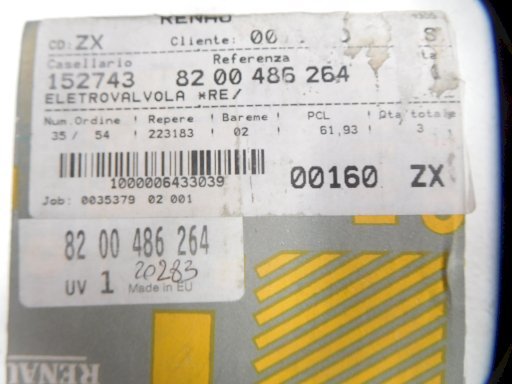 CD: ZX Cliente: 00 S
Casellario Referenza
152743 82 00 486 264
ELETROVALVOLA *RE/
Num.Ordine Repere Bareme PCL Qta/totale
35 / 54 223183 02 61,93 3
1000006433039 00160 ZX
Job: 0035379 02 001
82 00 486 264
20283
UV 1 Made in EU